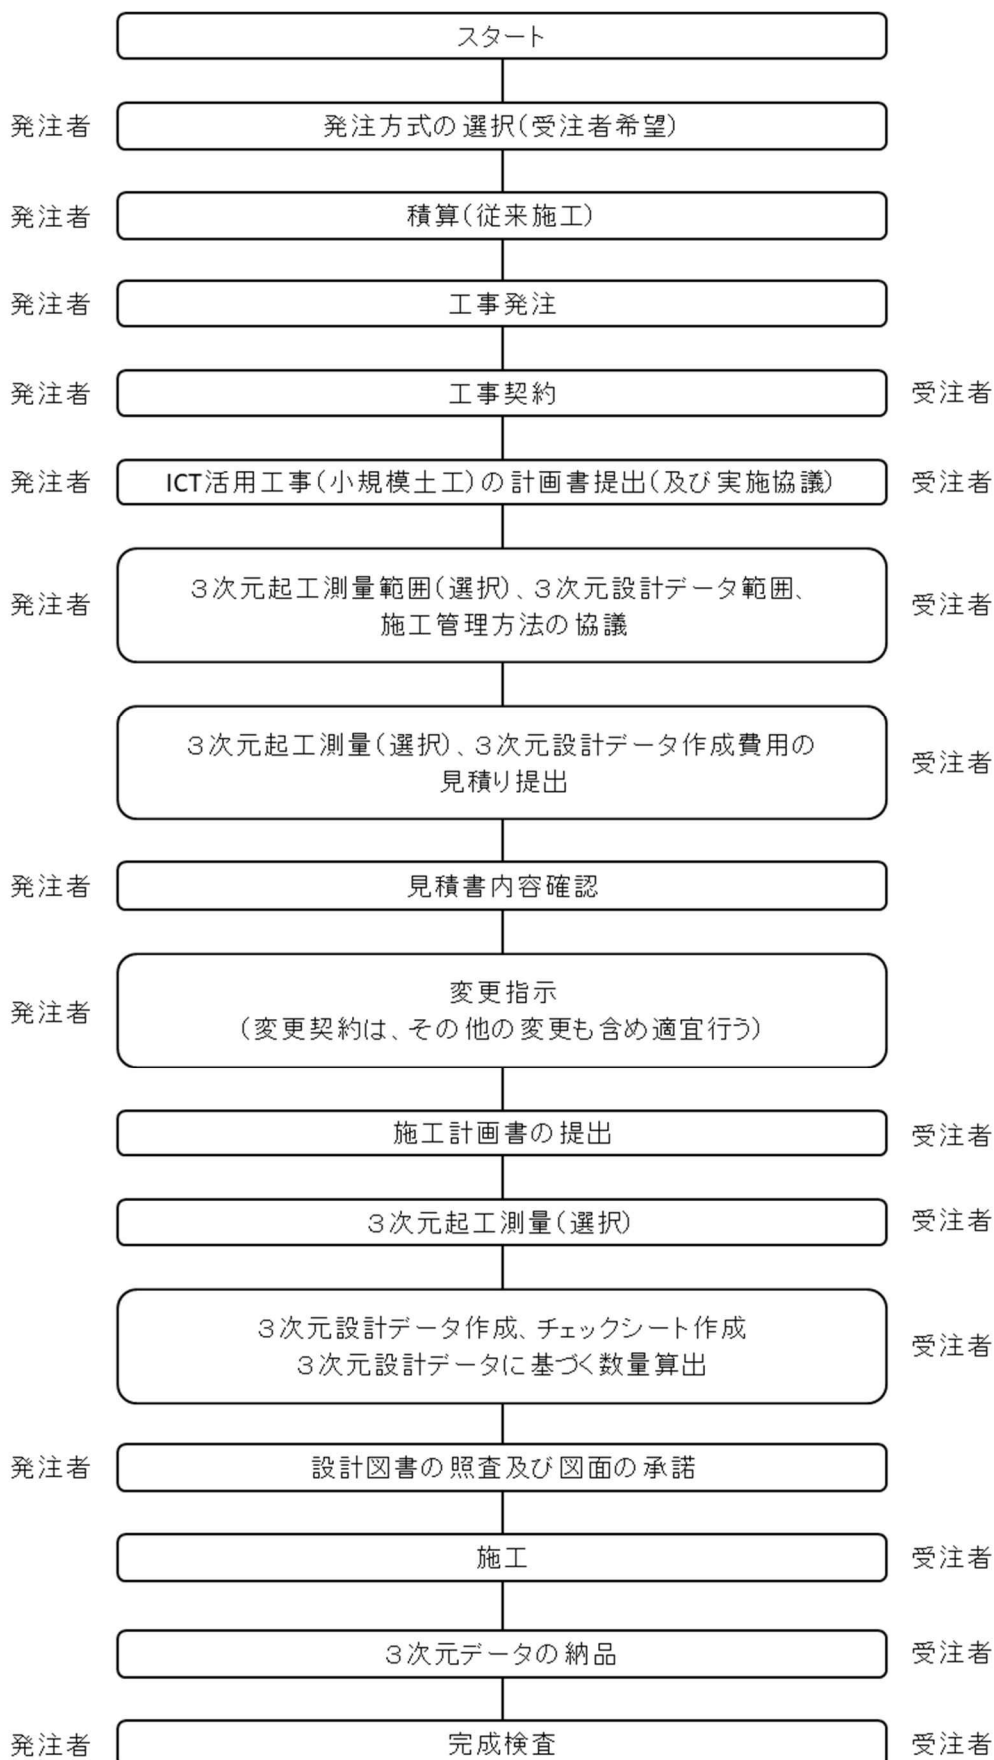 スタート
発注者 発注方式の選択(受注者希望)
発注者 積算(従来施工)
発注者 工事発注
発注者 工事契約 受注者
発注者 ICT活用工事(小規模土工)の計画書提出(及び実施協議) 受注者
3次元起工測量範囲(選択)、3次元設計データ範囲、
発注者 施工管理方法の協議 受注者
3次元起工測量(選択)、3次元設計データ作成費用の
見積り提出 受注者
発注者 見積書内容確認
変更指示
発注者 (変更契約は、その他の変更も含め適宜行う)
施工計画書の提出 受注者
3次元起工測量(選択) 受注者
3次元設計データ作成、チェックシート作成
3次元設計データに基づく数量算出 受注者
発注者 設計図書の照査及び図面の承諾
施工 受注者
3次元データの納品 受注者
発注者 完成検査 受注者